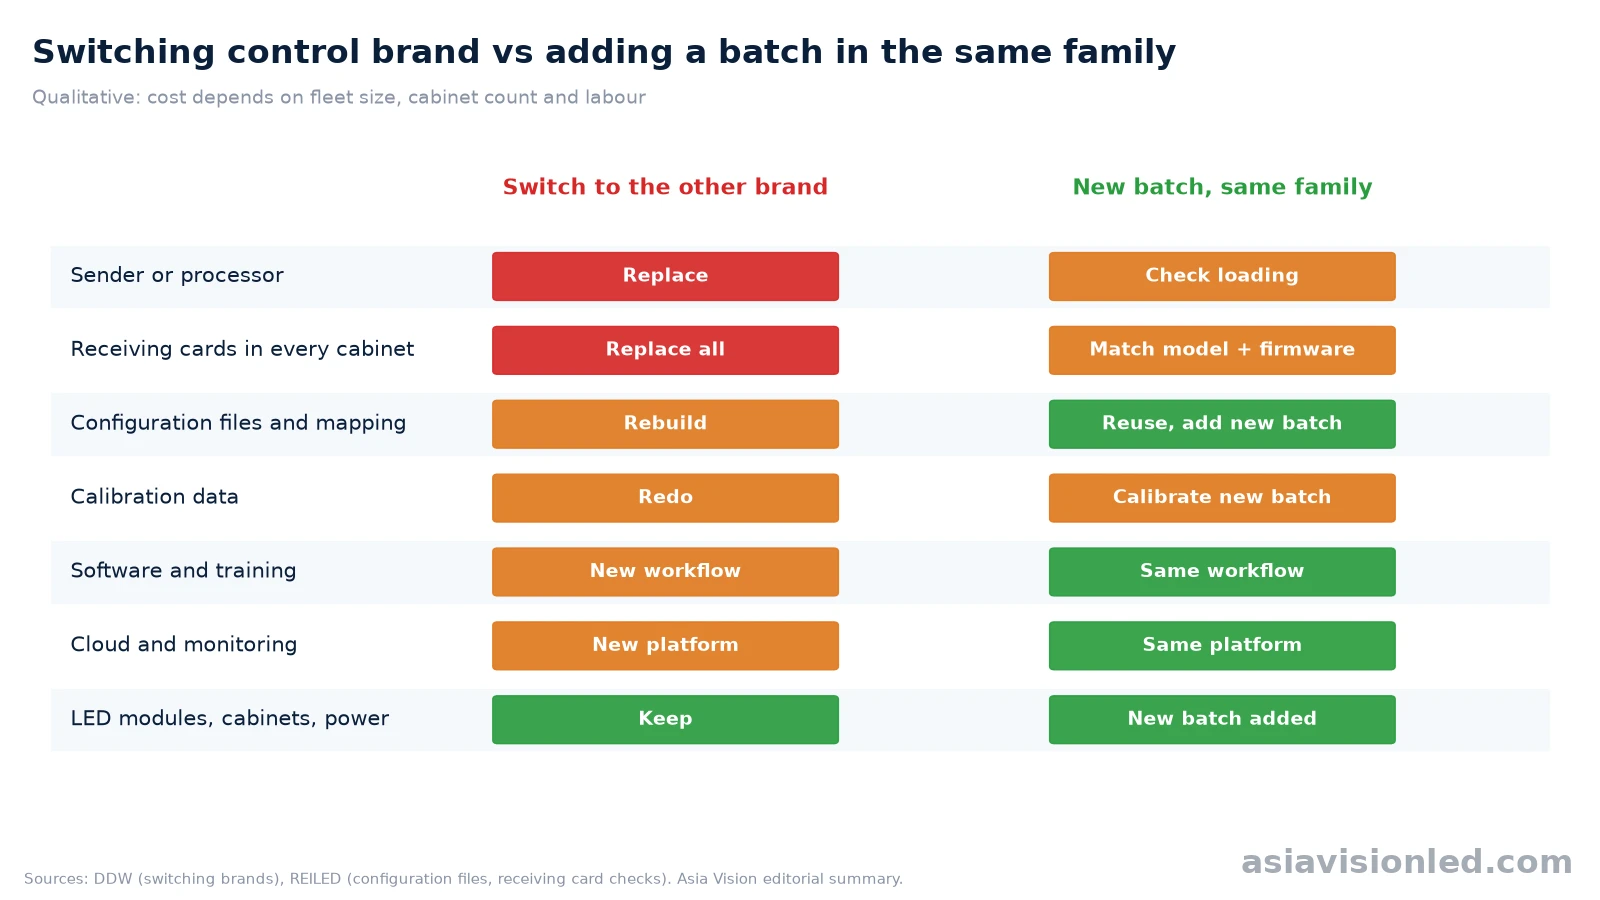 Switching control brand vs adding a batch in the same family
Qualitative: cost depends on fleet size, cabinet count and labour
Switch to the other brand
New batch, same family
Sender or processor
Replace
Check loading
Receiving cards in every cabinet
Replace all
Match model + firmware
Configuration files and mapping
Rebuild
Reuse, add new batch
Calibration data
Redo
Calibrate new batch
Software and training
New workflow
Same workflow
Cloud and monitoring
New platform
Same platform
LED modules, cabinets, power
Keep
New batch added
Sources: DDW (switching brands), REILED (configuration files, receiving card checks). Asia Vision editorial summary.
asiavisionled.com